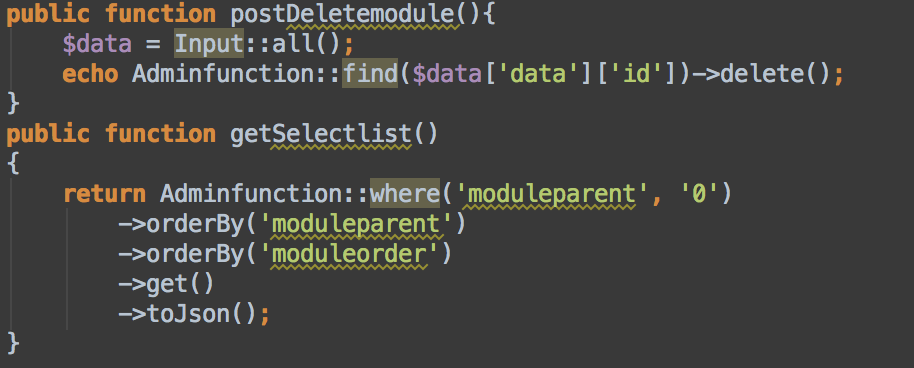 public function postDeletemodule(){
$data = Input::all();
echo Adminfunction::find($data['data']['id'])->delete();
}
public function getSelectlist()
{
return Adminfunction::where('moduleparent', '0')
->orderBy('moduleparent')
->orderBy('moduleorder')
->get()
->toJson();
}